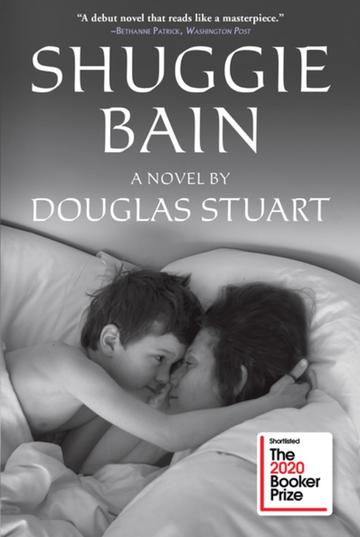 “A debut novel that reads like a masterpiece.”
–Bethanne Patrick, Washington Post
SHUGGIE
BAIN
A NOVEL BY
DOUGLAS STUART
Shortlisted
The
2020
Booker
Prize